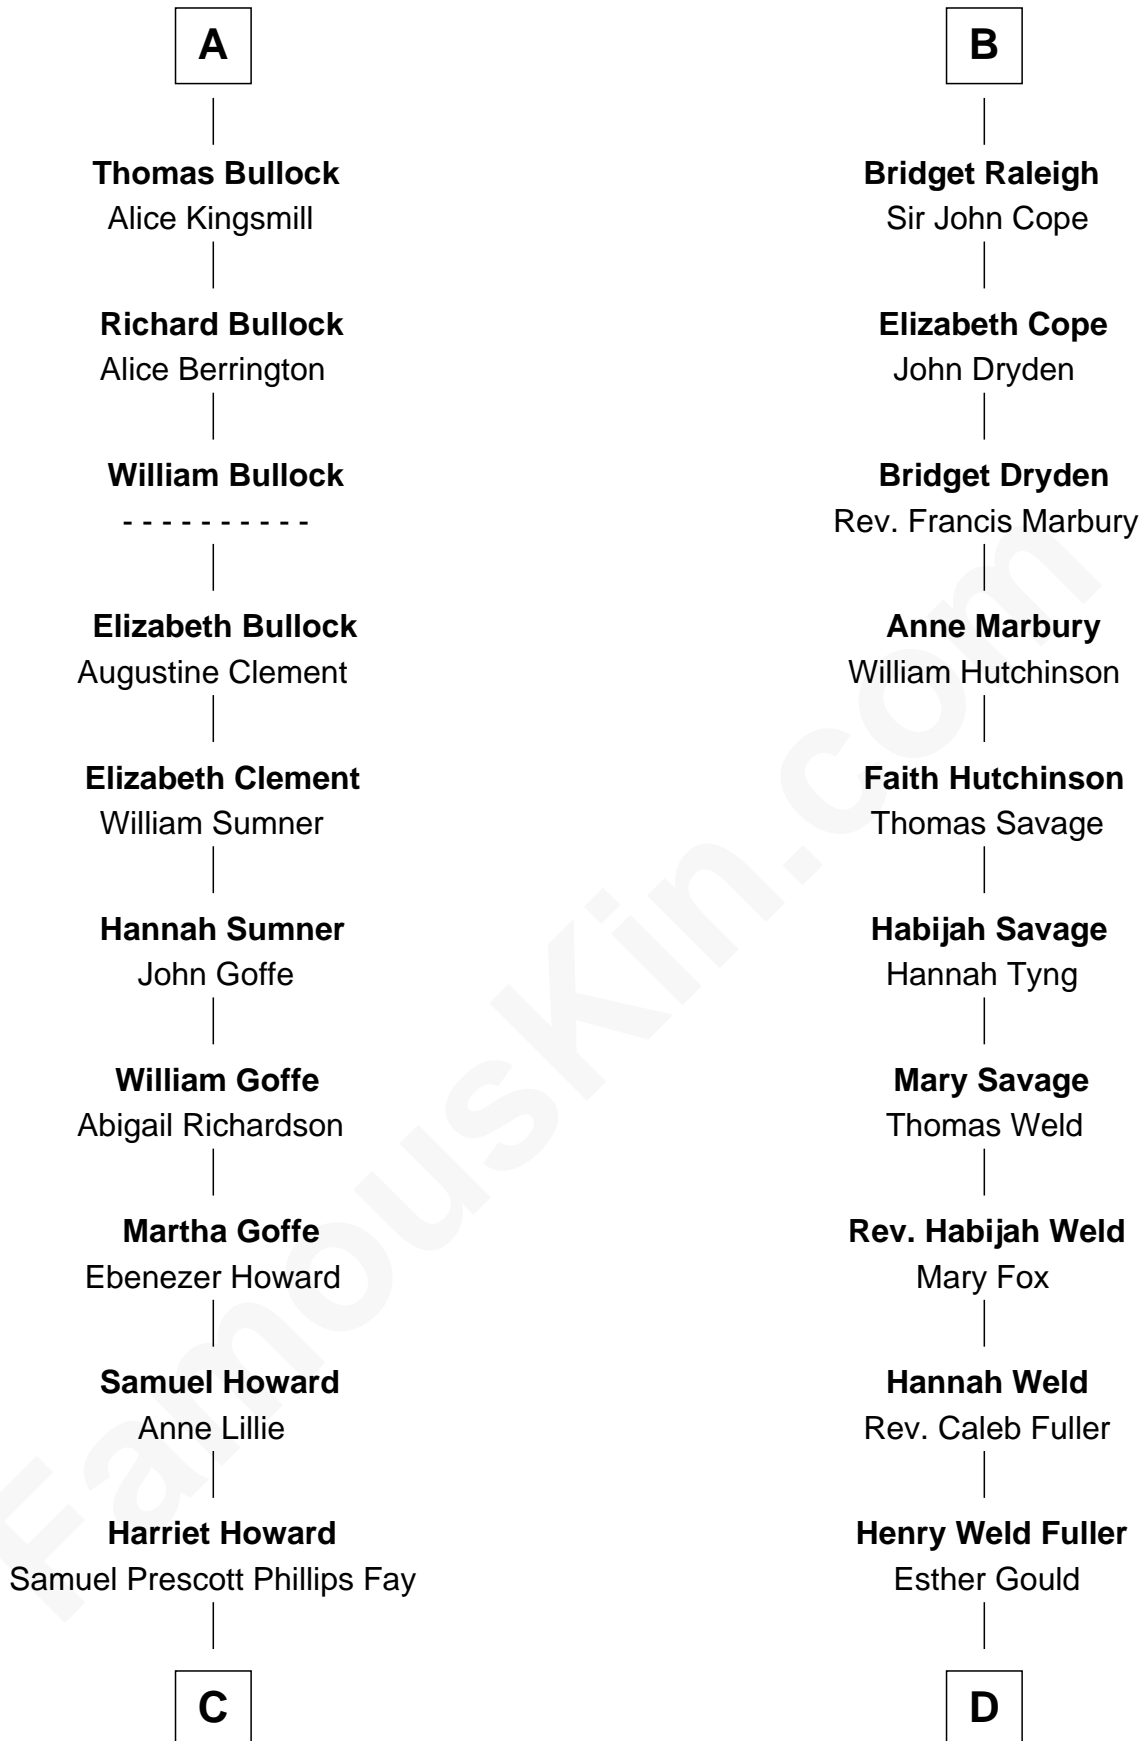 A
Thomas Bullock
Alice Kingsmill
Richard Bullock
Alice Berrington
William Bullock
- - - - - - - - - -
Elizabeth Bullock
Augustine Clement
Elizabeth Clement
William Sumner
Hannah Sumner
John Goffe
William Goffe
Abigail Richardson
Martha Goffe
Ebenezer Howard
Samuel Howard
Anne Lillie
Harriet Howard
Samuel Prescott Phillips Fay
C
B
Bridget Raleigh
Sir John Cope
Elizabeth Cope
John Dryden
Bridget Dryden
Rev. Francis Marbury
Anne Marbury
William Hutchinson
Faith Hutchinson
Thomas Savage
Habijah Savage
Hannah Tyng
Mary Savage
Thomas Weld
Rev. Habijah Weld
Mary Fox
Hannah Weld
Rev. Caleb Fuller
Henry Weld Fuller
Esther Gould
D
FamousKin.com